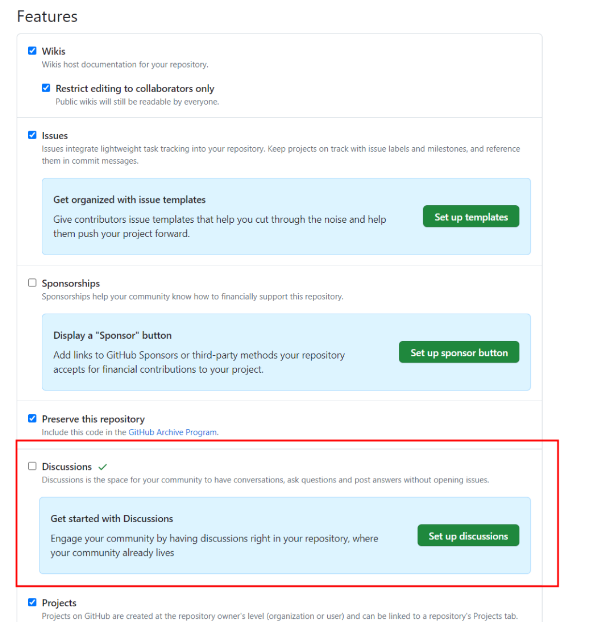 Features
Wikis
Wikis host documentation for your repository.
Restrict editing to collaborators only
Public wikis will still be readable by everyone.
Issues
Issues integrate lightweight task tracking into your repository. Keep projects on track with issue labels and milestones, and reference
them in commit messages.
Get organized with issue templates
Give contributors issue templates that help you cut through the noise and help
them push your project forward.
Set up templates
Sponsorships
Sponsorships help your community know how to financially support this repository.
Display a "Sponsor" button
Add links to GitHub Sponsors or third-party methods your repository
accepts for financial contributions to your project.
Set up sponsor button
Preserve this repository
Include this code in the GitHub Archive Program.
Discussions
Discussions is the space for your community to have conversations, ask questions and post answers without opening issues.
Get started with Discussions
Engage your community by having discussions right in your repository, where
your community already lives
Set up discussions
Projects
Projects on GitHub are created at the repository owner's level (organization or user) and can be linked to a repository's Projects tab.